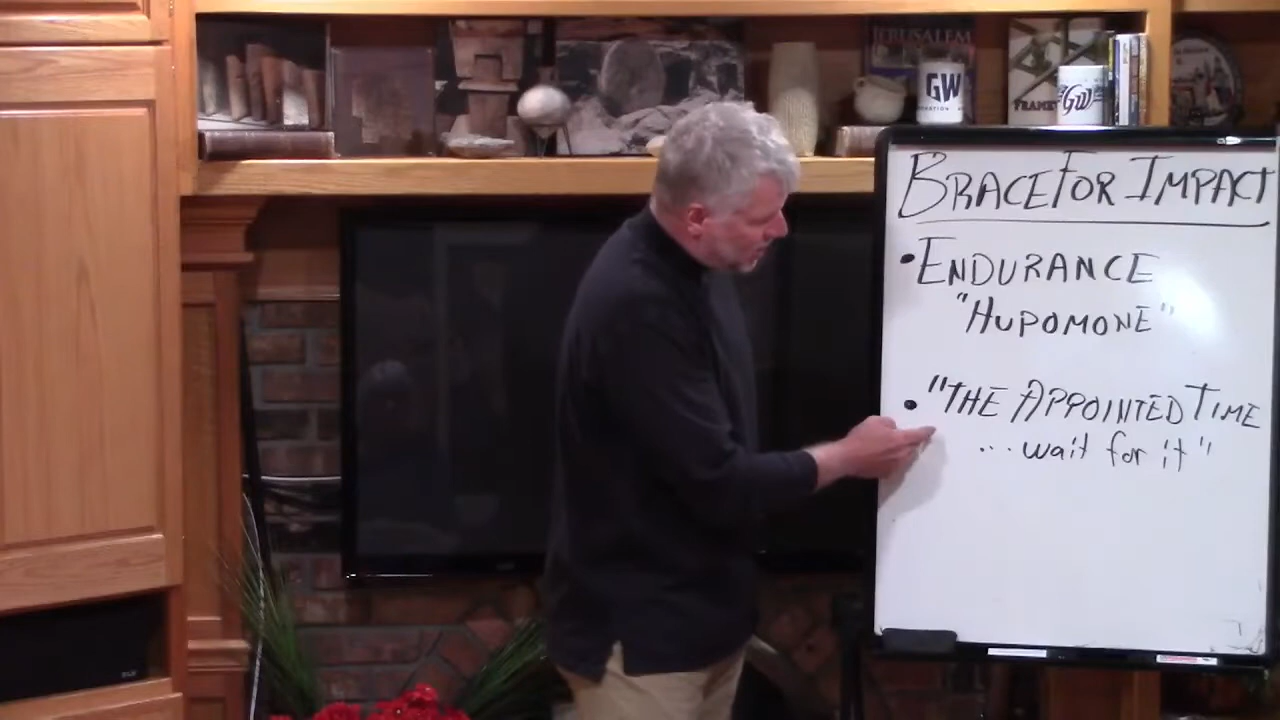 JERUSALEM
GW
GW
BRACE FOR IMPACT
• ENDURANCE
"HUPOMONE"
• "THE APPOINTED TIME
... wait for it"